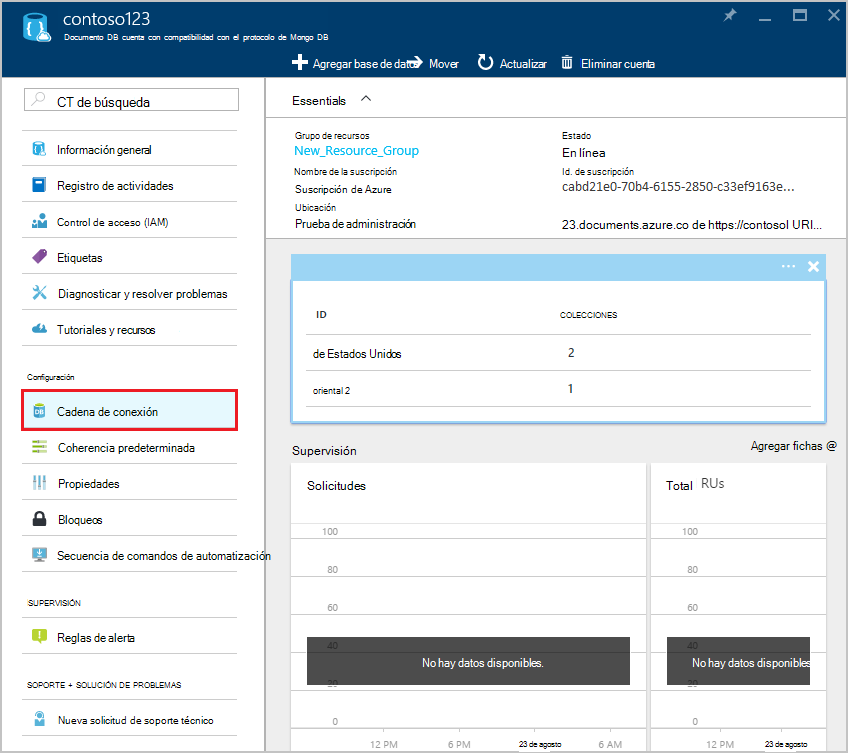 contoso123
Documento DB cuenta con compatibilidad con el protocolo de Mongo DB
Agregar base de datos Mover Actualizar Eliminar cuenta
CT de búsqueda
Información general
Registro de actividades
Control de acceso (IAM)
Etiquetas
Diagnosticar y resolver problemas
Tutoriales y recursos
Configuración
Cadena de conexión
Coherencia predeterminada
Propiedades
Bloqueos
Secuencia de comandos de automatización
SUPERVISIÓN
Reglas de alerta
SOPORTE + SOLUCIÓN DE PROBLEMAS
Nueva solicitud de soporte técnico
Essentials
Grupo de recursos
New_Resource_Group
Nombre de la suscripción
Suscripción de Azure
Ubicación
Prueba de administración
Estado
En línea
Id. de suscripción
cabd21e0-70b4-6155-2850-c33ef9163e...
23.documents.azure.co de https://contosol URI...
ID COLECCIONES
de Estados Unidos 2
oriental 2 1
Supervisión Agregar fichas @
Solicitudes
100
80
60
40
No hay datos disponibles.
20
0
12 PM 6 PM 23 de agosto 6 AM
Total RUs
100
80
60
40
No hay datos disponibles
20
0
12 PM 23 de agosto